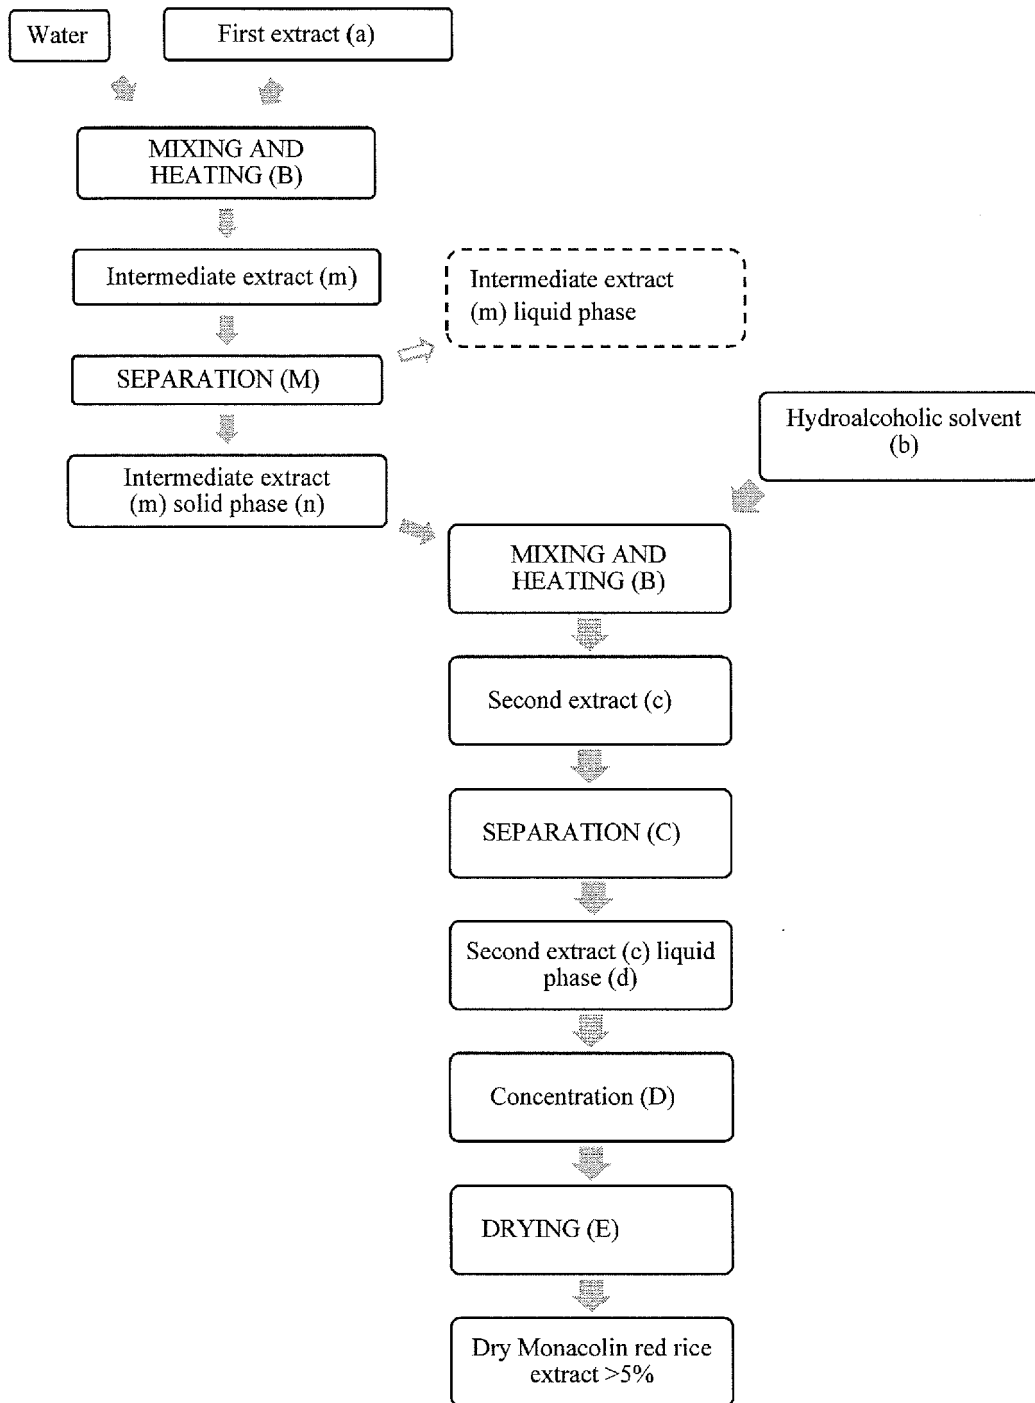 Water
First extract (a)
MIXING AND
HEATING (B)
Intermediate extract (m)
Intermediate extract
(m) liquid phase
SEPARATION (M)
Hydroalcoholic solvent
(b)
Intermediate extract
(m) solid phase (n)
MIXING AND
HEATING (B)
Second extract (c)
SEPARATION (C)
Second extract (c) liquid
phase (d)
Concentration (D)
DRYING (E)
Dry Monacolin red rice
extract >5%